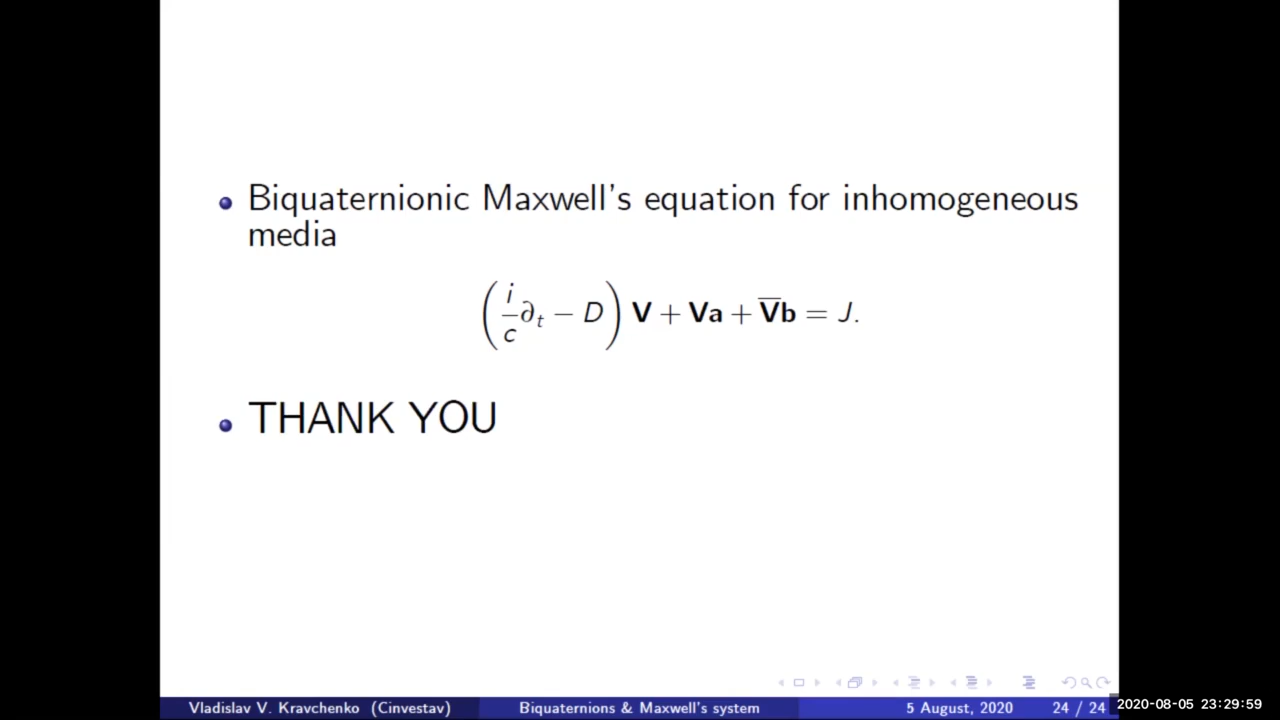 Biquaternionic Maxwell's equation for inhomogeneous
media
(i/c ∂ₜ − D) V + Va + V̅b = J.
THANK YOU
Vladislav V. Kravchenko (Cinvestav) Biquaternions & Maxwell's system 5 August, 2020 24 / 24
2020-08-05 23:29:59